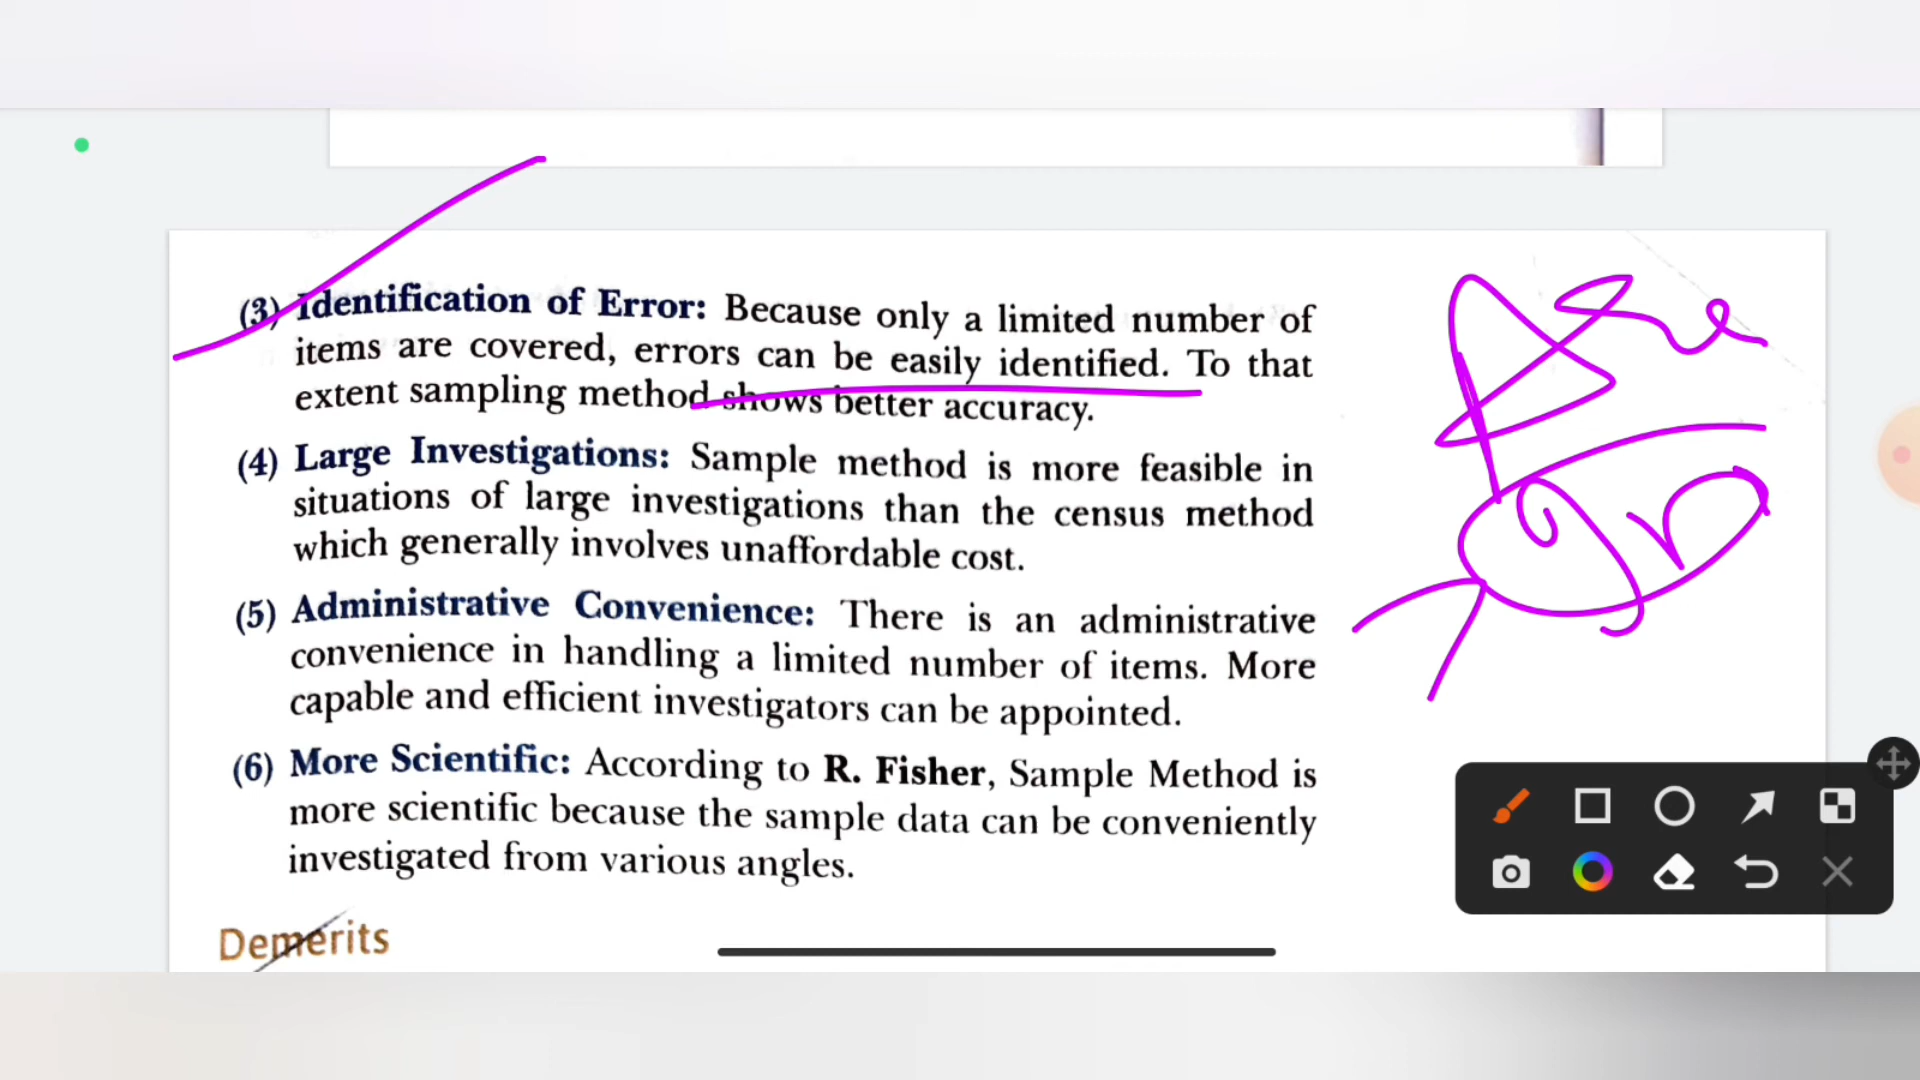 (3) Identification of Error: Because only a limited number of
items are covered, errors can be easily identified. To that
extent sampling method shows better accuracy.
(4) Large Investigations: Sample method is more feasible in
situations of large investigations than the census method
which generally involves unaffordable cost.
(5) Administrative Convenience: There is an administrative
convenience in handling a limited number of items. More
capable and efficient investigators can be appointed.
(6) More Scientific: According to R. Fisher, Sample Method is
more scientific because the sample data can be conveniently
investigated from various angles.
Demerits